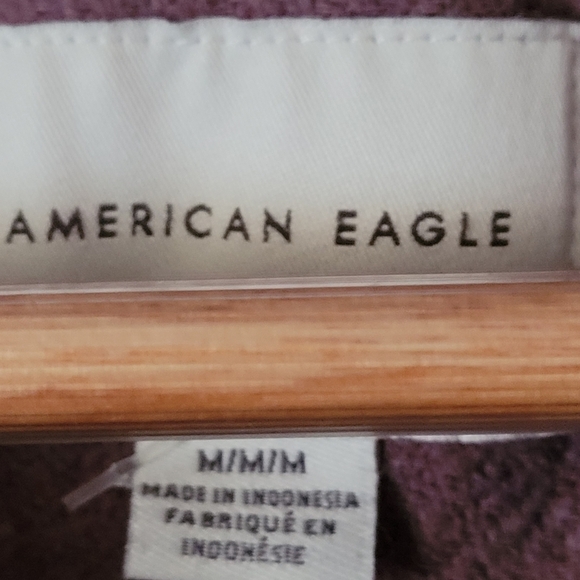 AMERICAN EAGLE
M/M/M
MADE IN INDONESIA
FABRIQUÉ EN
INDONÉSIE